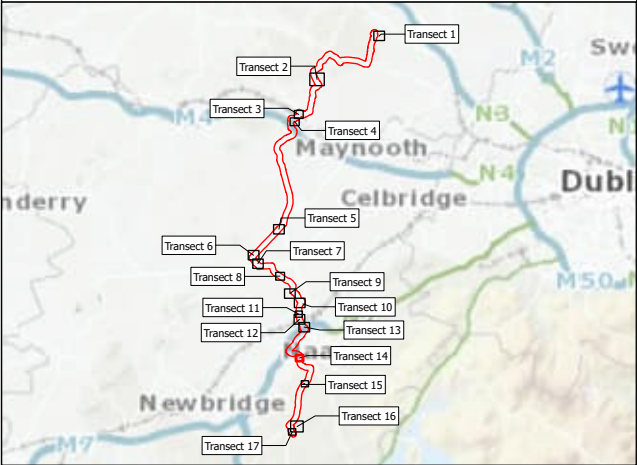 Transect 1
Swo
M2
Transect 2
N3
Transect 3
M4
Transect 4
Maynooth
N4
Dubl
nderry
Celbridge
Transect 5
Transect 6
Transect 7
Transect 8
Transect 9
M50
Transect 10
Transect 11
Transect 12
Transect 13
Transect 14
Transect 15
Newbridge
Transect 16
M7
Transect 17